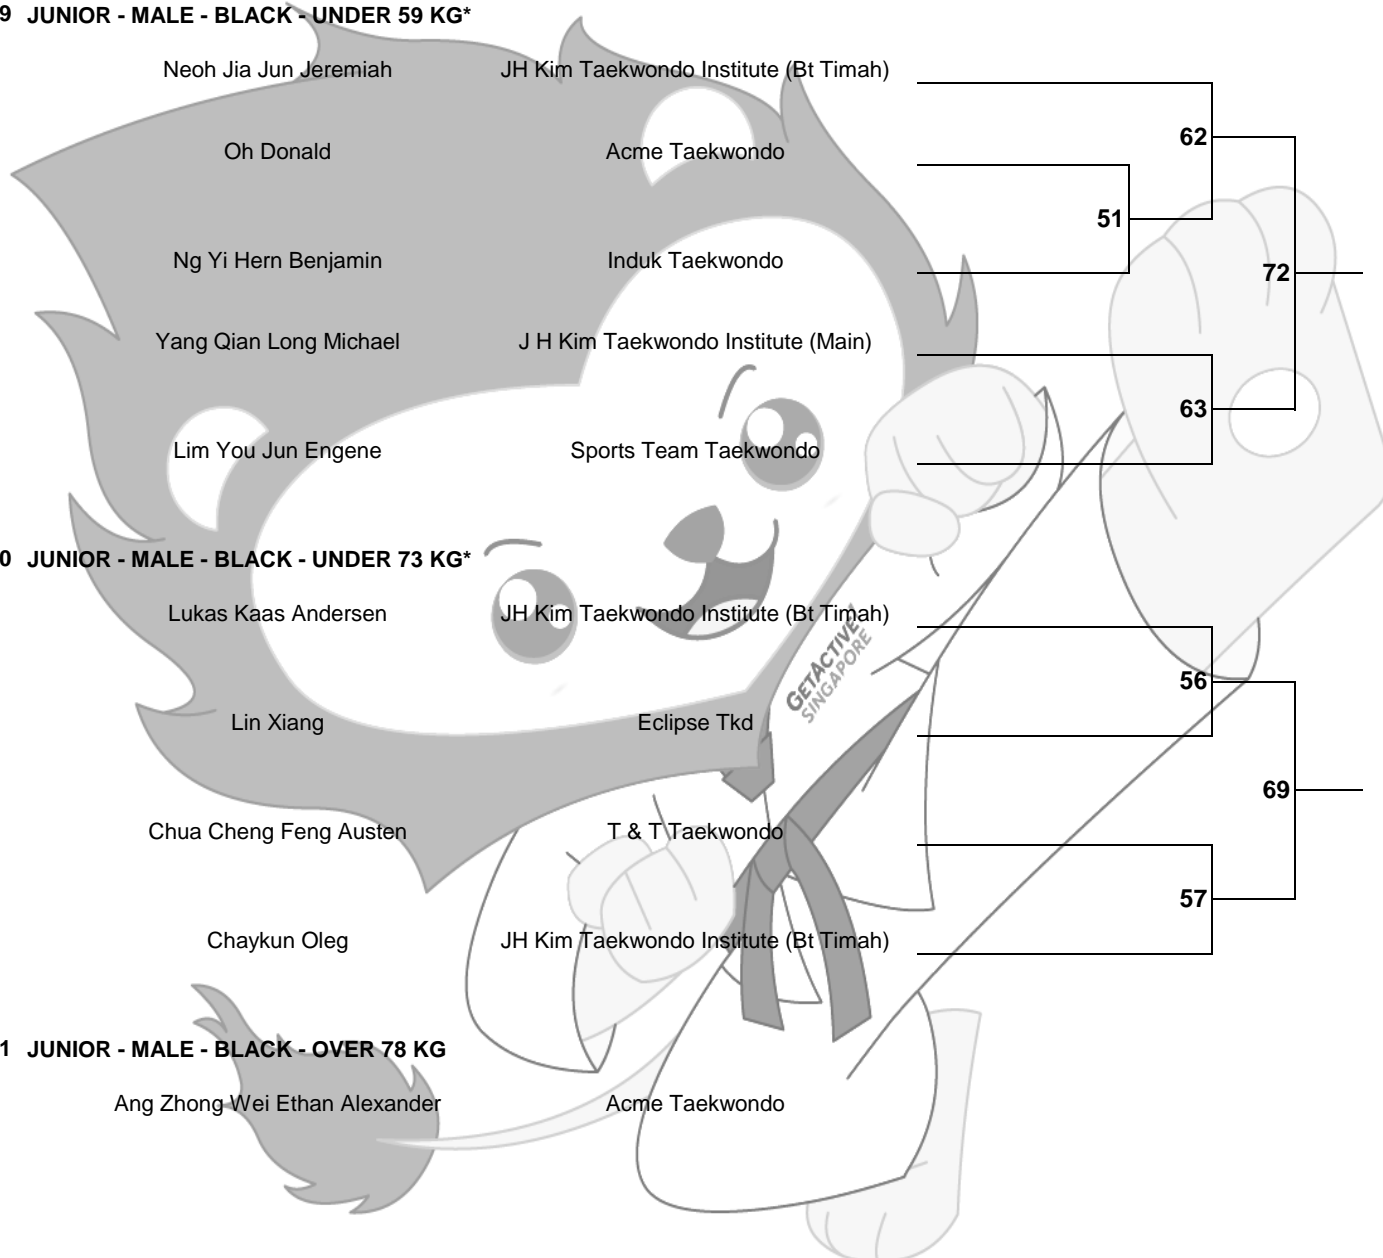 9 JUNIOR - MALE - BLACK - UNDER 59 KG*
Neoh Jia Jun Jeremiah JH Kim Taekwondo Institute (Bt Timah)
62
Oh Donald Acme Taekwondo
51
Ng Yi Hern Benjamin Induk Taekwondo
72
Yang Qian Long Michael J H Kim Taekwondo Institute (Main)
63
Lim You Jun Engene Sports Team Taekwondo
0 JUNIOR - MALE - BLACK - UNDER 73 KG*
Lukas Kaas Andersen JH Kim Taekwondo Institute (Bt Timah)
GETACTIVE
SINGAPORE
56
Lin Xiang Eclipse Tkd
69
Chua Cheng Feng Austen T & T Taekwondo
57
Chaykun Oleg JH Kim Taekwondo Institute (Bt Timah)
1 JUNIOR - MALE - BLACK - OVER 78 KG
Ang Zhong Wei Ethan Alexander Acme Taekwondo